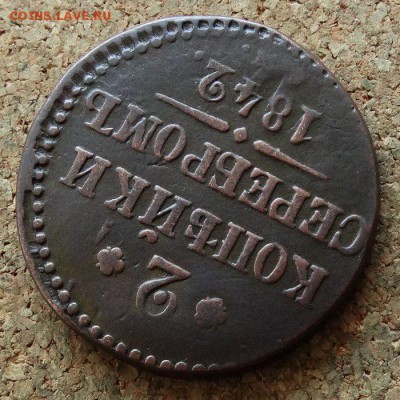 COINS.LAVE.RU
2
КОПѢЙКИ
СЕРЕБРОМЪ
1842